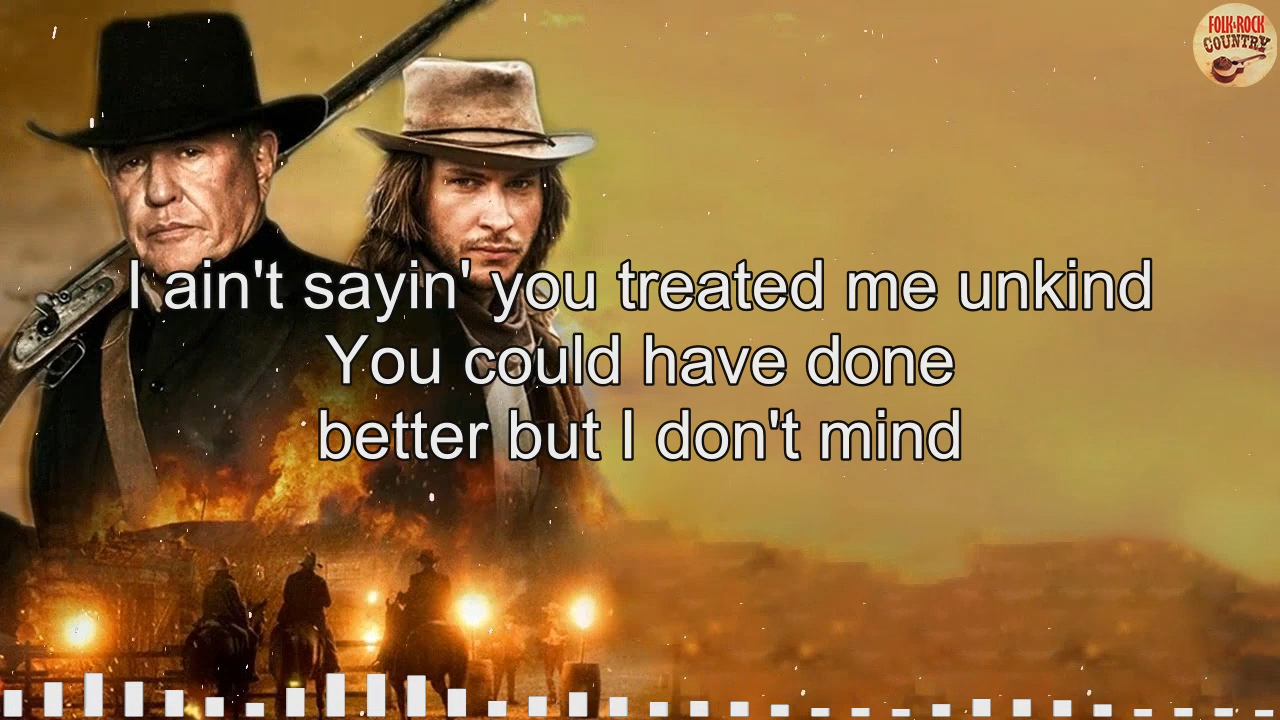 FOLK & ROCK
COUNTRY
I ain't sayin' you treated me unkind
You could have done
better but I don't mind